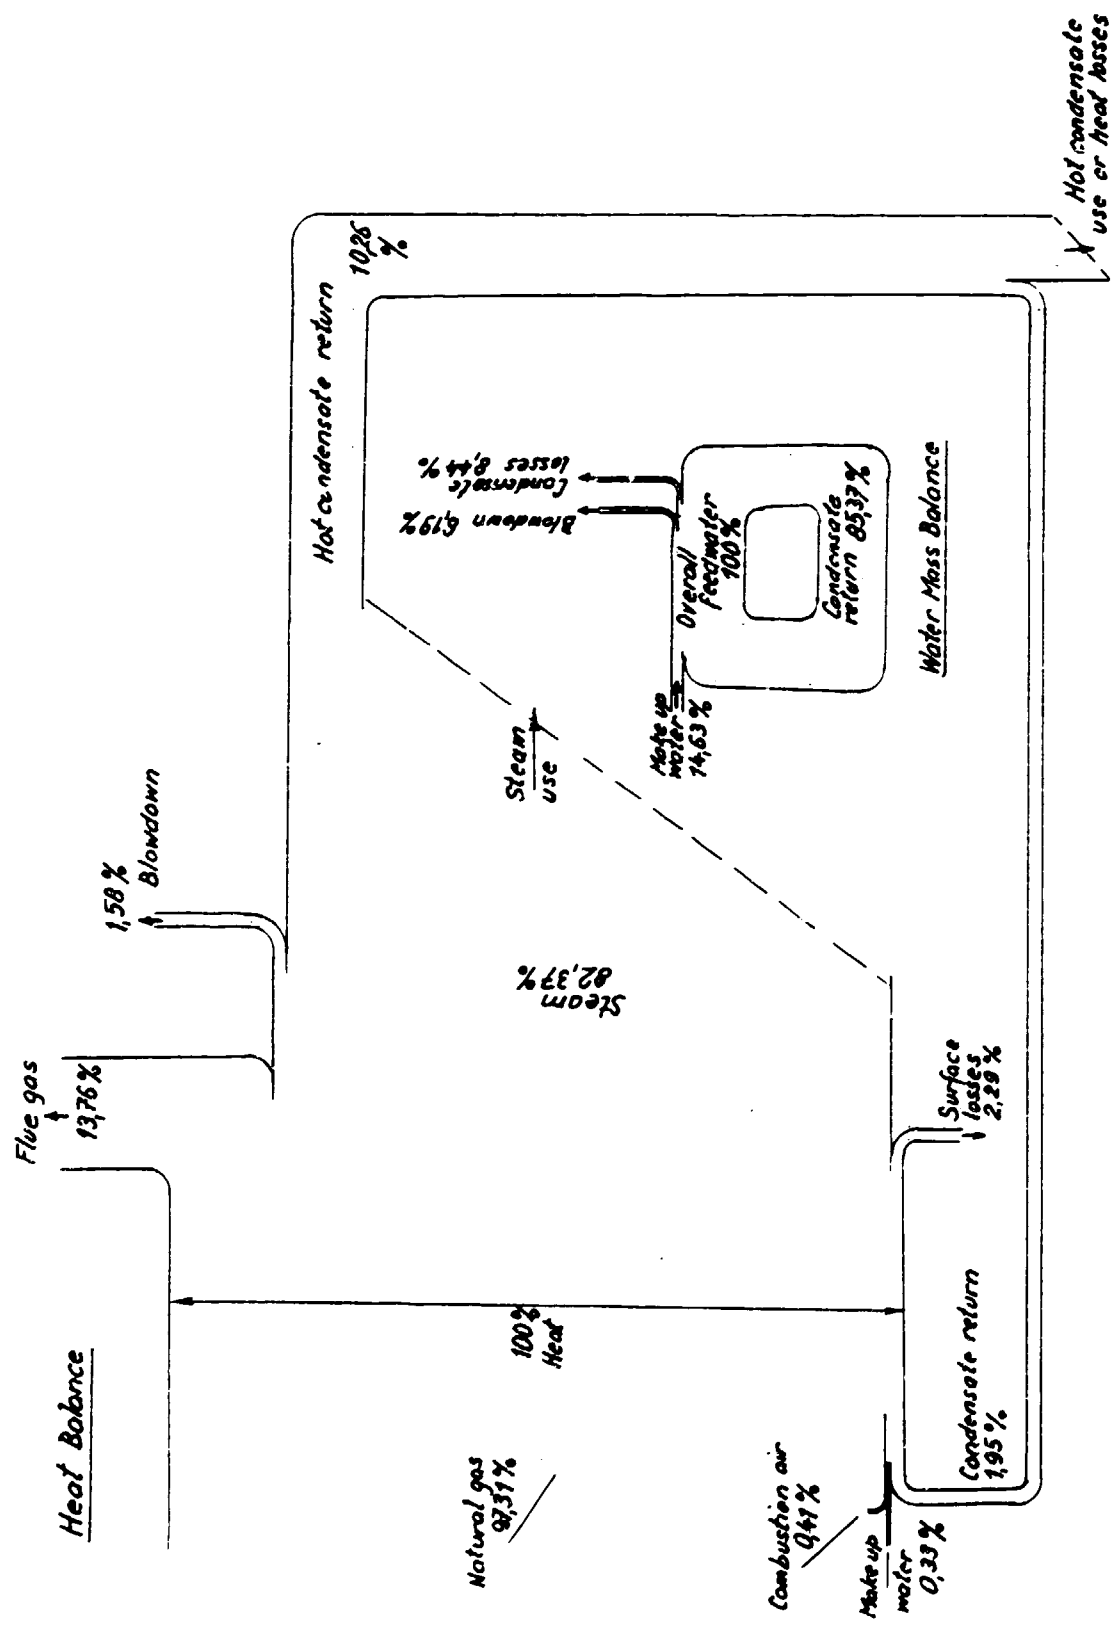 Heat Balance
Flue gas
13,76%
1,58%
Blowdown
Hot condensate return
10,26
%
Natural gas
97,31%
100%
Heat
Steam
82,37%
Steam
use
Combustion air
0,41%
Make up
water
0,33%
Condensate return
1,95%
Surface
losses
2,29%
Hot condensate
use or heat losses
Blowdown 6,19%
Condensate
losses 8,44%
Make up
water
14,63%
Overall
feedwater
100%
Condensate
return 85,37%
Water Mass Balance